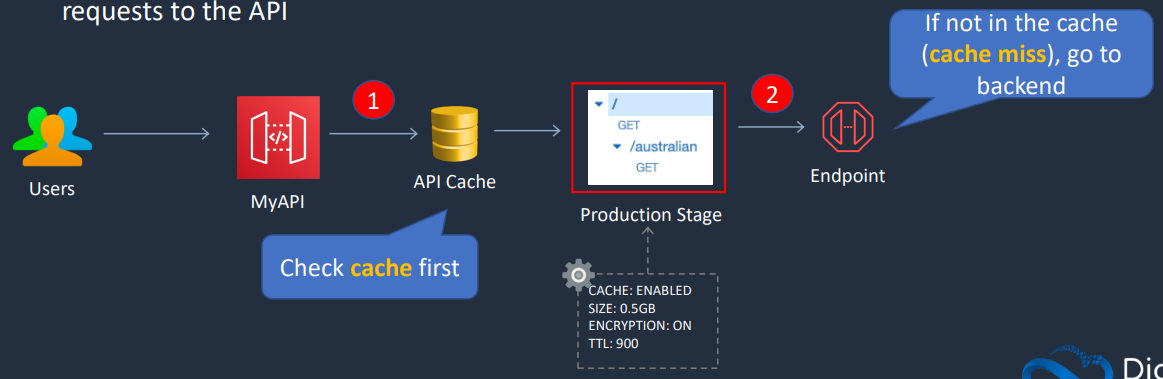 requests to the API
If not in the cache
(cache miss), go to
backend
1
2
/
GET
/australian
GET
Users
MyAPI
API Cache
Endpoint
Production Stage
Check cache first
CACHE: ENABLED
SIZE: 0.5GB
ENCRYPTION: ON
TTL: 900